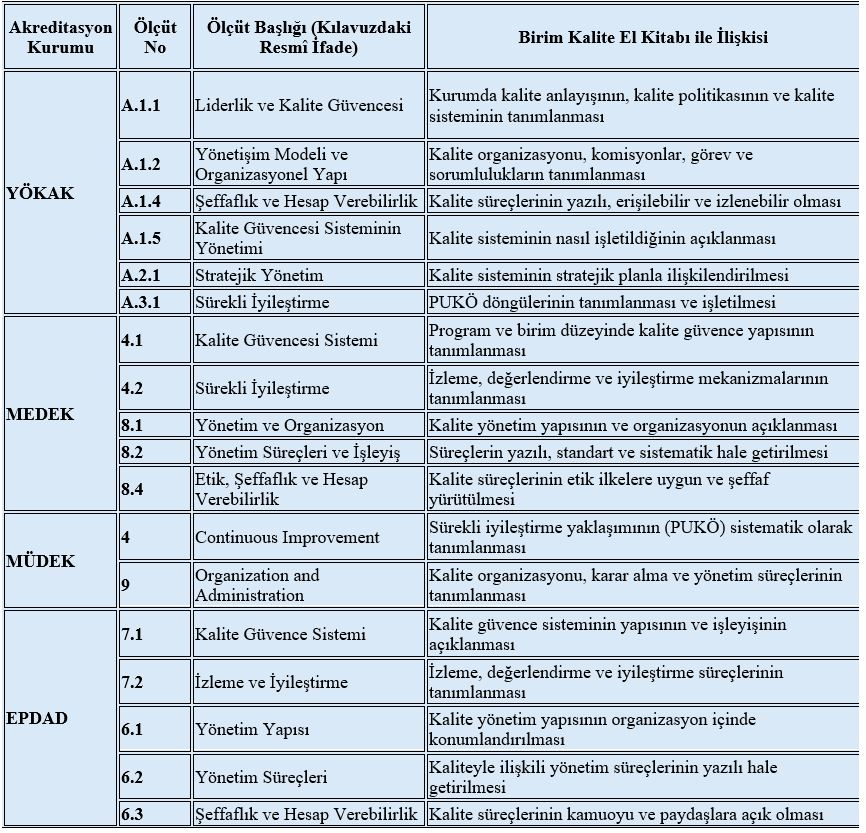 Akreditasyon Kurumu
Ölçüt No
Ölçüt Başlığı (Kılavuzdaki Resmî İfade)
Birim Kalite El Kitabı ile İlişkisi
YÖKAK
A.1.1
Liderlik ve Kalite Güvencesi
Kurumda kalite anlayışının, kalite politikasının ve kalite
sisteminin tanımlanması
A.1.2
Yönetişim Modeli ve
Organizasyonel Yapı
Kalite organizasyonu, komisyonlar, görev ve
sorumlulukların tanımlanması
A.1.4
Şeffaflık ve Hesap Verebilirlik
Kalite süreçlerinin yazılı, erişilebilir ve izlenebilir olması
A.1.5
Kalite Güvencesi Sisteminin
Yönetimi
Kalite sisteminin nasıl işletildiğinin açıklanması
A.2.1
Stratejik Yönetim
Kalite sisteminin stratejik planla ilişkilendirilmesi
A.3.1
Sürekli İyileştirme
PUKÖ döngülerinin tanımlanması ve işletilmesi
MEDEK
4.1
Kalite Güvencesi Sistemi
Program ve birim düzeyinde kalite güvence yapısının
tanımlanması
4.2
Sürekli İyileştirme
İzleme, değerlendirme ve iyileştirme mekanizmalarının
tanımlanması
8.1
Yönetim ve Organizasyon
Kalite yönetim yapısının ve organizasyonun açıklanması
8.2
Yönetim Süreçleri ve İşleyiş
Süreçlerin yazılı, standart ve sistematik hale getirilmesi
8.4
Etik, Şeffaflık ve Hesap
Verebilirlik
Kalite süreçlerinin etik ilkelere uygun ve şeffaf
yürütülmesi
MÜDEK
4
Continuous Improvement
Sürekli iyileştirme yaklaşımının (PUKÖ) sistematik olarak
tanımlanması
9
Organization and
Administration
Kalite organizasyonu, karar alma ve yönetim süreçlerinin
tanımlanması
EPDAD
7.1
Kalite Güvence Sistemi
Kalite güvence sisteminin yapısının ve işleyişinin
açıklanması
7.2
İzleme ve İyileştirme
İzleme, değerlendirme ve iyileştirme süreçlerinin
tanımlanması
6.1
Yönetim Yapısı
Kalite yönetim yapısının organizasyon içinde
konumlandırılması
6.2
Yönetim Süreçleri
Kaliteyle ilişkili yönetim süreçlerinin yazılı hale
getirilmesi
6.3
Şeffaflık ve Hesap Verebilirlik
Kalite süreçlerinin kamuoyu ve paydaşlara açık olması